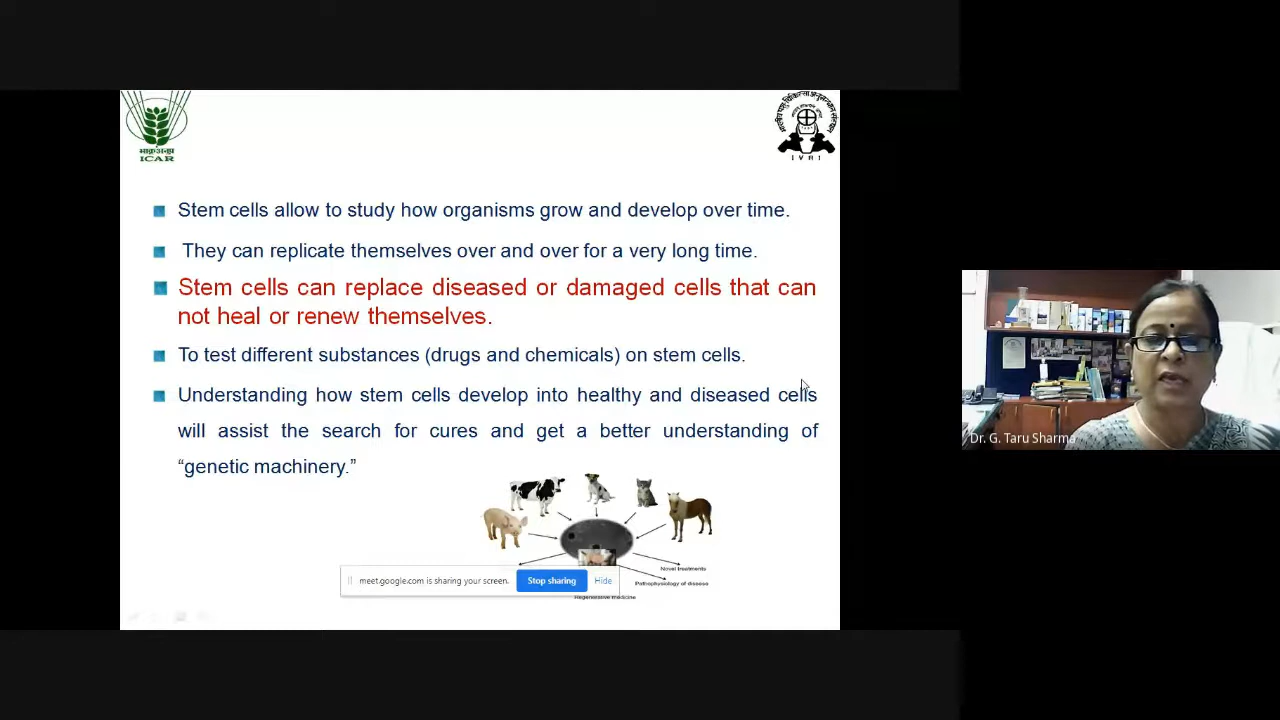 ICAR
I V R I
Stem cells allow to study how organisms grow and develop over time.
They can replicate themselves over and over for a very long time.
Stem cells can replace diseased or damaged cells that can
not heal or renew themselves.
To test different substances (drugs and chemicals) on stem cells.
Understanding how stem cells develop into healthy and diseased cells
will assist the search for cures and get a better understanding of
“genetic machinery.”
Novel treatments
Pathophysiology of disease
Regenerative medicine
meet.google.com is sharing your screen.
Stop sharing
Hide
Dr. G. Taru Sharma